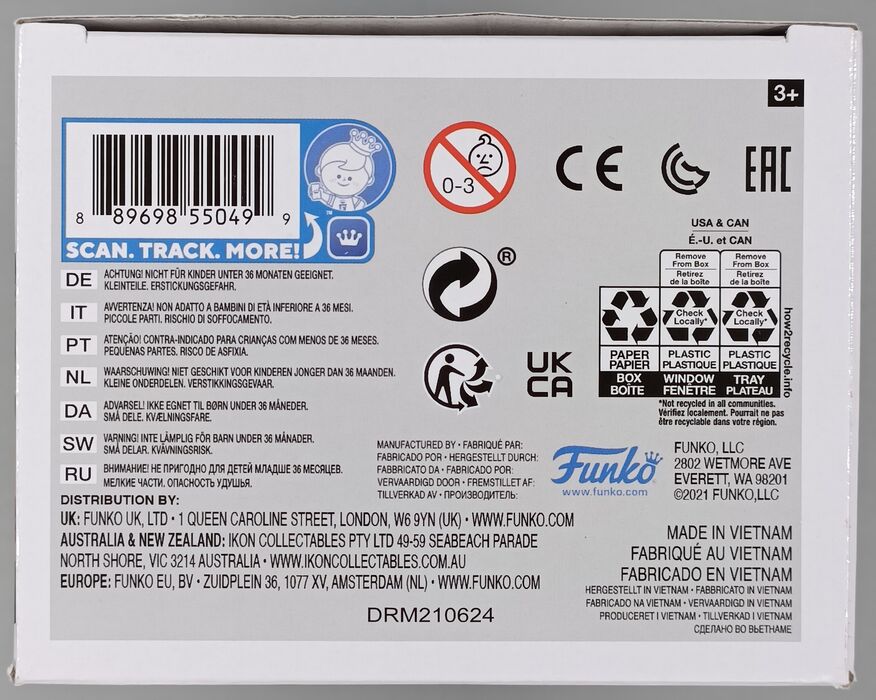 3+
8 89698 55049 9
™
SCAN. TRACK. MORE!
0-3
CE
EAC
®
UK
CA
USA & CAN
É.-U. et CAN
Remove
From Box
Retirez
de la boîte
Remove
From Box
Retirez
de la boîte
Check
Locally*
Check
Locally*
PAPER
PAPIER
PLASTIC
PLASTIQUE
PLASTIC
PLASTIQUE
BOX
BOÎTE
WINDOW
FENÊTRE
TRAY
PLATEAU
how2recycle.info
*Not recycled in all communities.
Vérifiez localement. Pourrait ne pas
être recyclable dans votre région.
DE ACHTUNG! NICHT FÜR KINDER UNTER 36 MONATEN GEEIGNET.
KLEINTEILE. ERSTICKUNGSGEFAHR.
IT AVVERTENZA! NON ADATTO A BAMBINI DI ETÀ INFERIORE A 36 MESI.
PICCOLE PARTI. RISCHIO DI SOFFOCAMENTO.
PT ATENÇÃO! CONTRA-INDICADO PARA CRIANÇAS COM MENOS DE 36 MESES.
PEQUENAS PARTES. RISCO DE ASFIXIA.
NL WAARSCHUWING! NIET GESCHIKT VOOR KINDEREN JONGER DAN 36 MAANDEN.
KLEINE ONDERDELEN. VERSTIKKINGSGEVAAR.
DA ADVARSEL! IKKE EGNET TIL BØRN UNDER 36 MÅNEDER.
SMÅ DELE. KVÆLNINGSFARE.
SW VARNING! INTE LÄMPLIG FÖR BARN UNDER 36 MÅNADER.
SMÅ DELAR. KVÄVNINGSRISK.
RU ВНИМАНИЕ! НЕ ПРИГОДНО ДЛЯ ДЕТЕЙ МЛАДШЕ 36 МЕСЯЦЕВ.
МЕЛКИЕ ЧАСТИ. ОПАСНОСТЬ УДУШЬЯ.
MANUFACTURED BY • FABRIQUÉ PAR:
FABRICADO POR • HERGESTELLT DURCH:
FABBRICATO DA • FABRICADO POR:
VERVAARDIGD DOOR • FREMSTILLET AF:
TILLVERKAD AV • ПРОИЗВОДИТЕЛЬ:
Funko®
www.funko.com
FUNKO, LLC
2802 WETMORE AVE
EVERETT, WA 98201
©2021 FUNKO,LLC
DISTRIBUTION BY:
UK: FUNKO UK, LTD • 1 QUEEN CAROLINE STREET, LONDON, W6 9YN (UK) • WWW.FUNKO.COM
AUSTRALIA & NEW ZEALAND: IKON COLLECTABLES PTY LTD 49-59 SEABEACH PARADE
NORTH SHORE, VIC 3214 AUSTRALIA • WWW.IKONCOLLECTABLES.COM.AU
EUROPE: FUNKO EU, BV • ZUIDPLEIN 36, 1077 XV, AMSTERDAM (NL) • WWW.FUNKO.COM
DRM210624
MADE IN VIETNAM
FABRIQUÉ AU VIETNAM
FABRICADO EN VIETNAM
HERGESTELLT IN VIETNAM • FABBRICATO IN VIETNAM
FABRICADO NA VIETNAM • VERVAARDIGD IN VIETNAM
PRODUCERET I VIETNAM • TILLVERKAD I VIETNAM
СДЕЛАНО ВО ВЬЕТНАМЕ